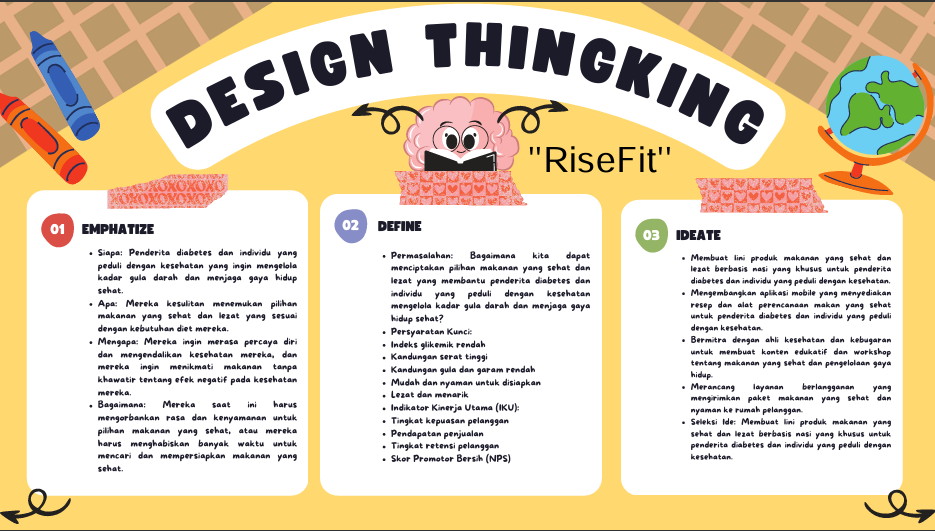 DESIGN THINGKING
"RiseFit"
XOXOXOXO
01 EMPHATIZE
• Siapa: Penderita diabetes dan individu yang
peduli dengan kesehatan yang ingin mengelola
kadar gula darah dan menjaga gaya hidup
sehat.
• Apa: Mereka kesulitan menemukan pilihan
makanan yang sehat dan lezat yang sesuai
dengan kebutuhan diet mereka.
• Mengapa: Mereka ingin merasa percaya diri
dan mengendalikan kesehatan mereka, dan
mereka ingin menikmati makanan tanpa
khawatir tentang efek negatif pada kesehatan
mereka.
• Bagaimana: Mereka saat ini harus
mengorbankan rasa dan kenyamanan untuk
pilihan makanan yang sehat, atau mereka
harus menghabiskan banyak waktu untuk
mencari dan mempersiapkan makanan yang
sehat.
02 DEFINE
• Permasalahan: Bagaimana kita dapat
menciptakan pilihan makanan yang sehat dan
lezat yang membantu penderita diabetes dan
individu yang peduli dengan kesehatan
mengelola kadar gula darah dan menjaga gaya
hidup sehat?
• Persyaratan Kunci:
• Indeks glikemik rendah
• Kandungan serat tinggi
• Kandungan gula dan garam rendah
• Mudah dan nyaman untuk disiapkan
• Lezat dan menarik
• Indikator Kinerja Utama (IKU):
• Tingkat kepuasan pelanggan
• Pendapatan penjualan
• Tingkat retensi pelanggan
• Skor Promotor Bersih (NPS)
03 IDEATE
• Membuat lini produk makanan yang sehat dan
lezat berbasis nasi yang khusus untuk penderita
diabetes dan individu yang peduli dengan kesehatan.
• Mengembangkan aplikasi mobile yang menyediakan
resep dan alat perencanaan makan yang sehat
untuk penderita diabetes dan individu yang peduli
dengan kesehatan.
• Bermitra dengan ahli kesehatan dan kebugaran
untuk membuat konten edukatif dan workshop
tentang makanan yang sehat dan pengelolaan gaya
hidup.
• Merancang layanan berlangganan yang
mengirimkan paket makanan yang sehat dan
nyaman ke rumah pelanggan.
• Seleksi Ide: Membuat lini produk makanan yang
sehat dan lezat berbasis nasi yang khusus untuk
penderita diabetes dan individu yang peduli dengan
kesehatan.